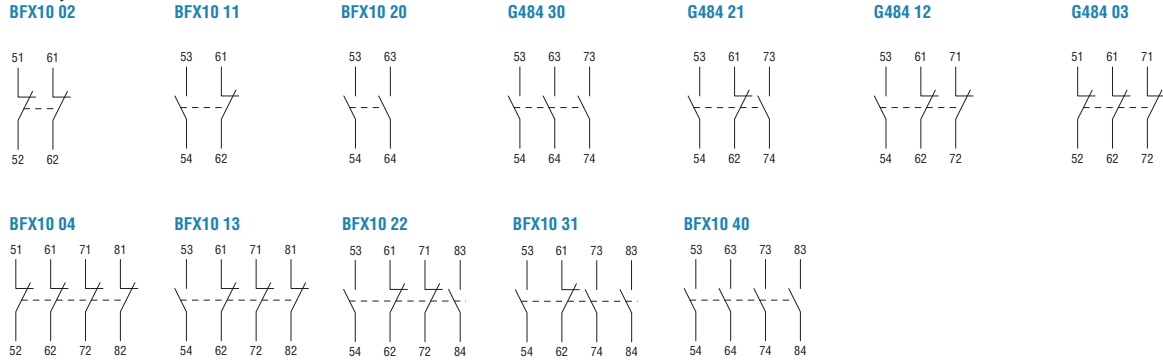 BFX10 02 BFX10 11 BFX10 20 G484 30 G484 21 G484 12 G484 03
51 61 53 61 53 63 53 63 73 53 61 73 53 61 71 51 61 71
52 62 54 62 54 64 54 64 74 54 62 74 54 62 72 52 62 72
BFX10 04 BFX10 13 BFX10 22 BFX10 31 BFX10 40
51 61 71 81 53 61 71 81 53 61 71 83 53 61 73 83 53 63 73 83
52 62 72 82 54 62 72 82 54 62 72 84 54 62 74 84 54 64 74 84